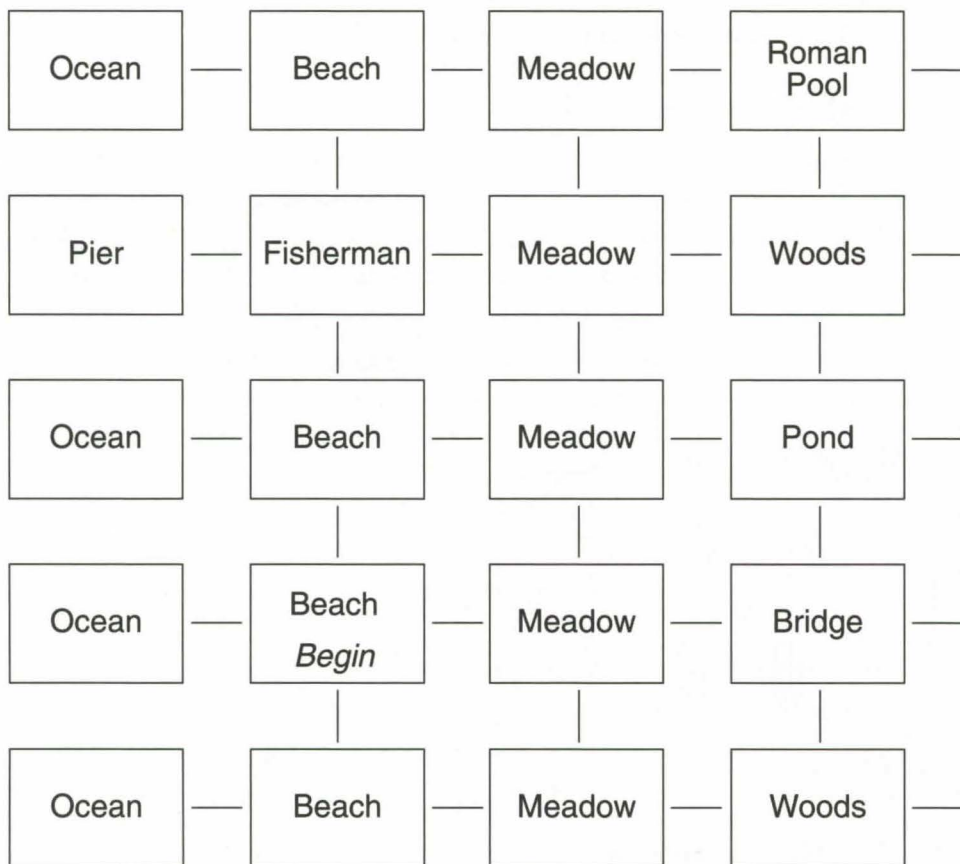 Ocean
Beach
Meadow
Roman
Pool
Pier
Fisherman
Meadow
Woods
Ocean
Beach
Meadow
Pond
Ocean
Beach
Begin
Meadow
Bridge
Ocean
Beach
Meadow
Woods